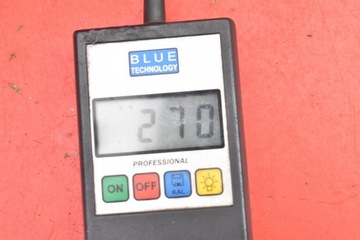 BLUE
TECHNOLOGY
270
PROFESSIONAL
ON OFF KAL